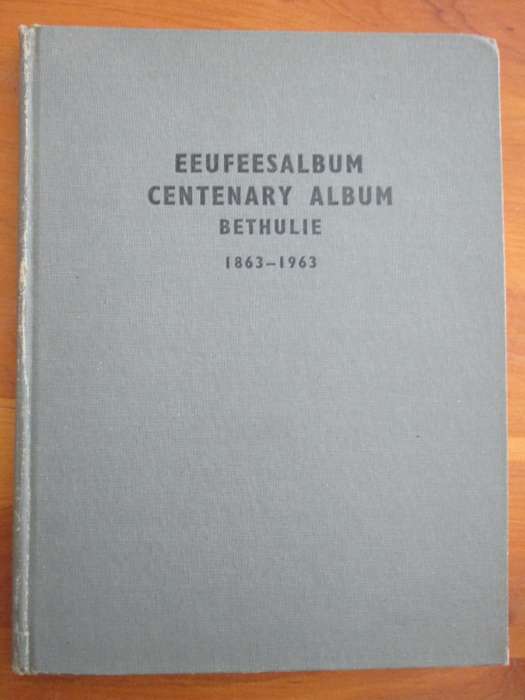 EEUFEESALBUM
CENTENARY ALBUM
BETHULIE
1863–1963